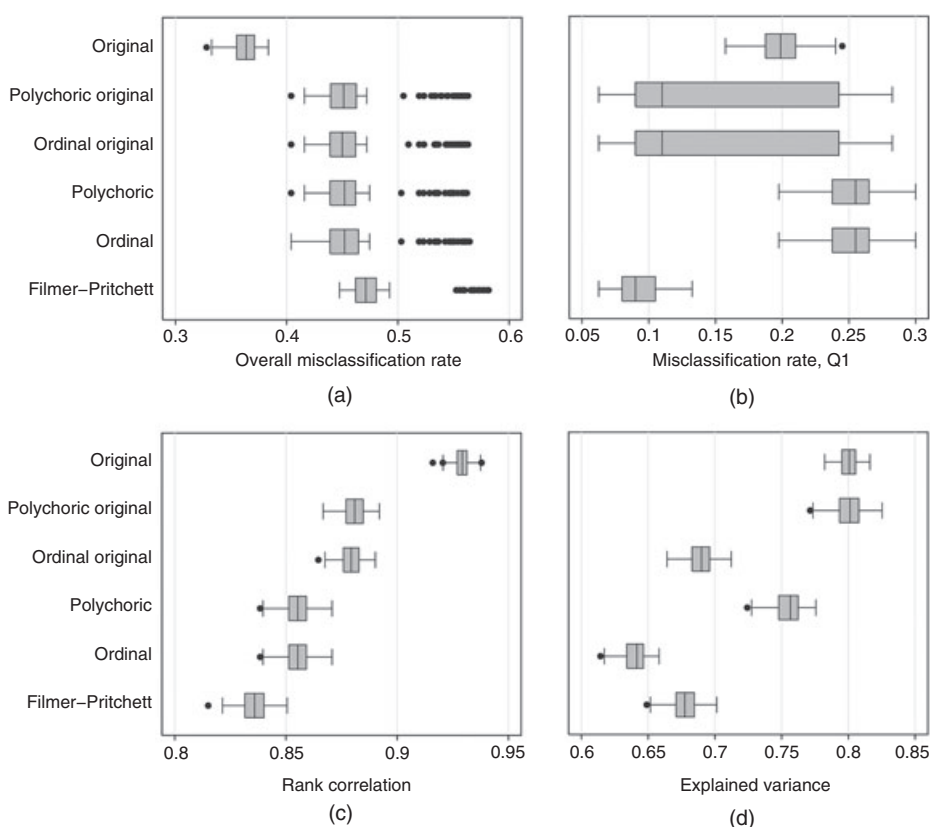 Original
Polychoric original
Ordinal original
Polychoric
Ordinal
Filmer–Pritchett
0.3 0.4 0.5 0.6
Overall misclassification rate
(a)
0.05 0.1 0.15 0.2 0.25 0.3
Misclassification rate, Q1
(b)
Original
Polychoric original
Ordinal original
Polychoric
Ordinal
Filmer–Pritchett
0.8 0.85 0.9 0.95
Rank correlation
(c)
0.6 0.65 0.7 0.75 0.8 0.85
Explained variance
(d)